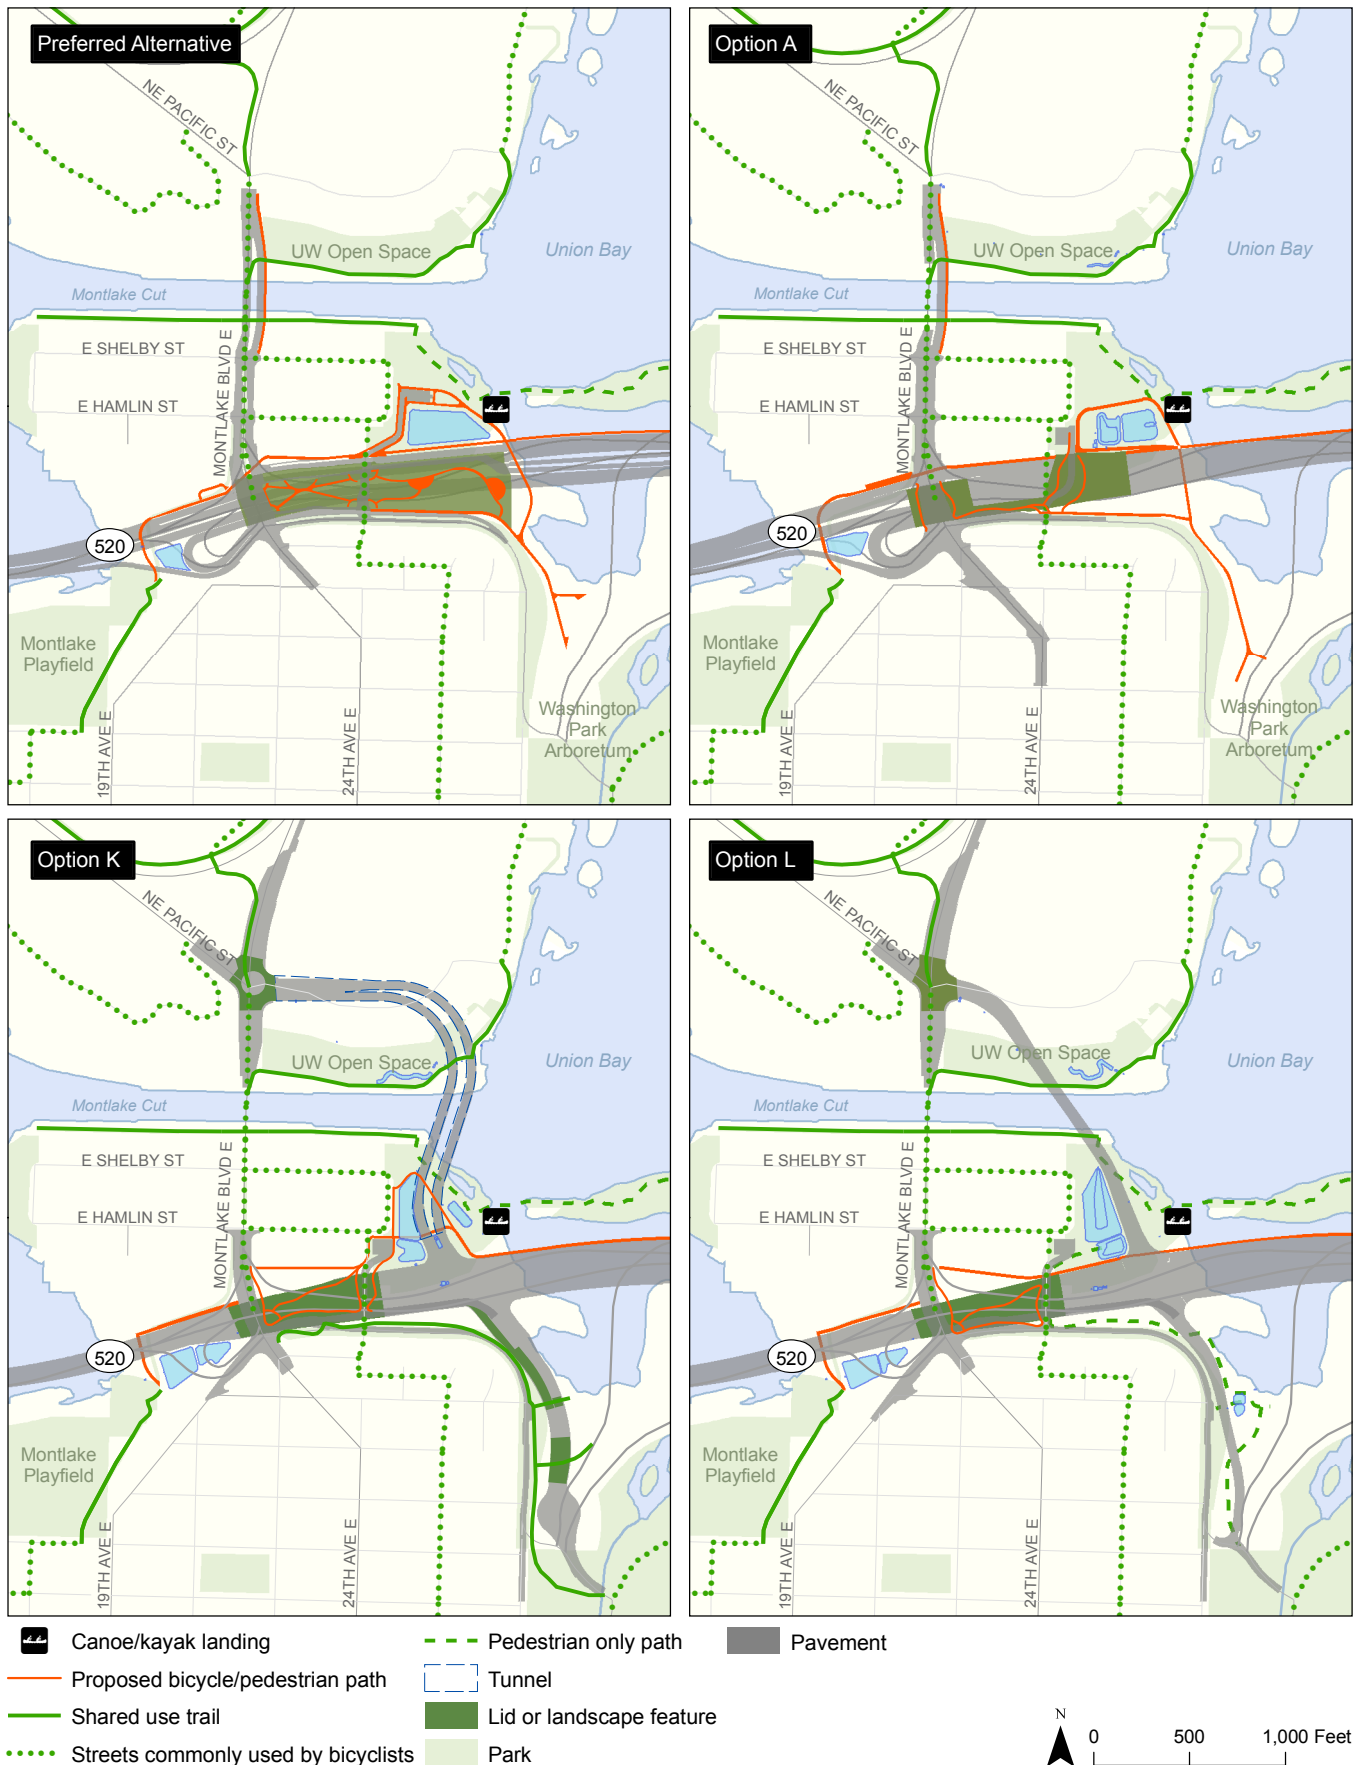 Preferred Alternative
NE PACIFIC ST
UW Open Space
Union Bay
Montlake Cut
E SHELBY ST
MONTLAKE BLVD E
E HAMLIN ST
520
Montlake
Playfield
Washington
Park
Arboretum
19TH AVE E
24TH AVE E
Option A
NE PACIFIC ST
UW Open Space
Union Bay
Montlake Cut
E SHELBY ST
MONTLAKE BLVD E
E HAMLIN ST
520
Montlake
Playfield
Washington
Park
Arboretum
19TH AVE E
24TH AVE E
Option K
NE PACIFIC ST
UW Open Space
Union Bay
Montlake Cut
E SHELBY ST
MONTLAKE BLVD E
E HAMLIN ST
520
Montlake
Playfield
19TH AVE E
24TH AVE E
Option L
NE PACIFIC ST
UW Open Space
Union Bay
Montlake Cut
E SHELBY ST
MONTLAKE BLVD E
E HAMLIN ST
520
Montlake
Playfield
19TH AVE E
24TH AVE E
Canoe/kayak landing
Proposed bicycle/pedestrian path
Shared use trail
Streets commonly used by bicyclists
Pedestrian only path
Tunnel
Lid or landscape feature
Park
Pavement
N
0 500 1,000 Feet